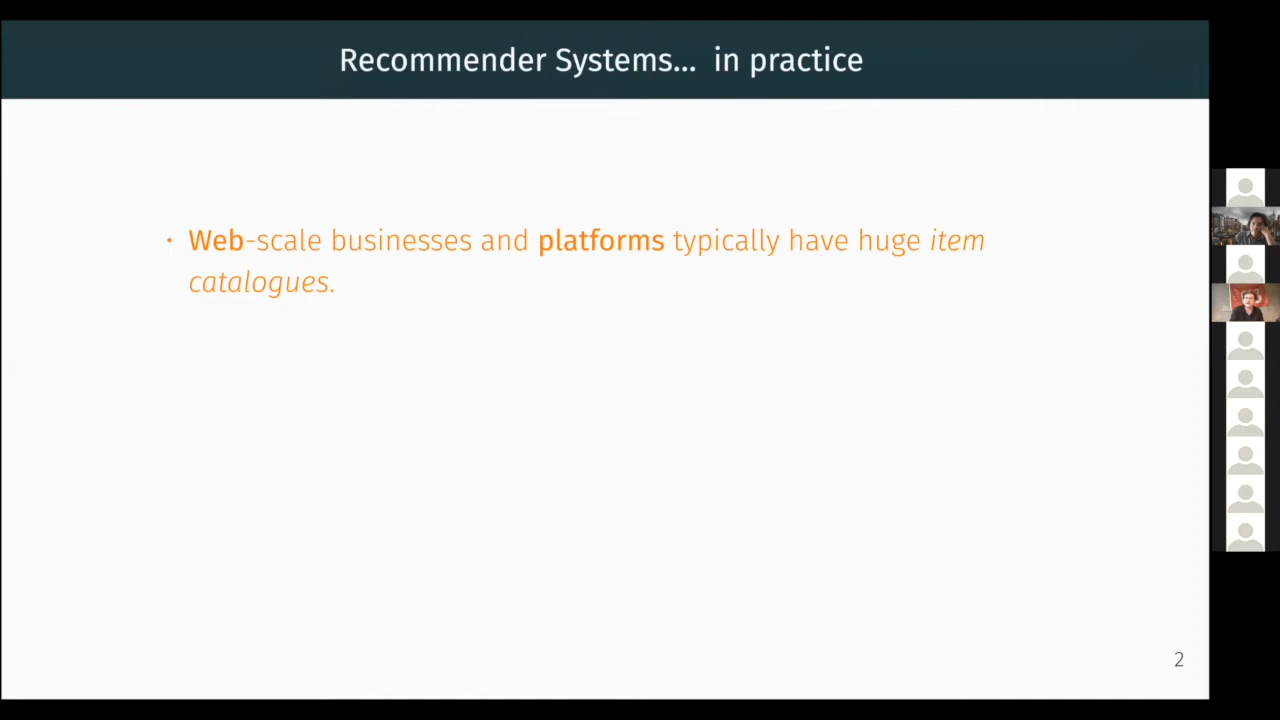 Recommender Systems... in practice
• Web-scale businesses and platforms typically have huge item
catalogues.
2